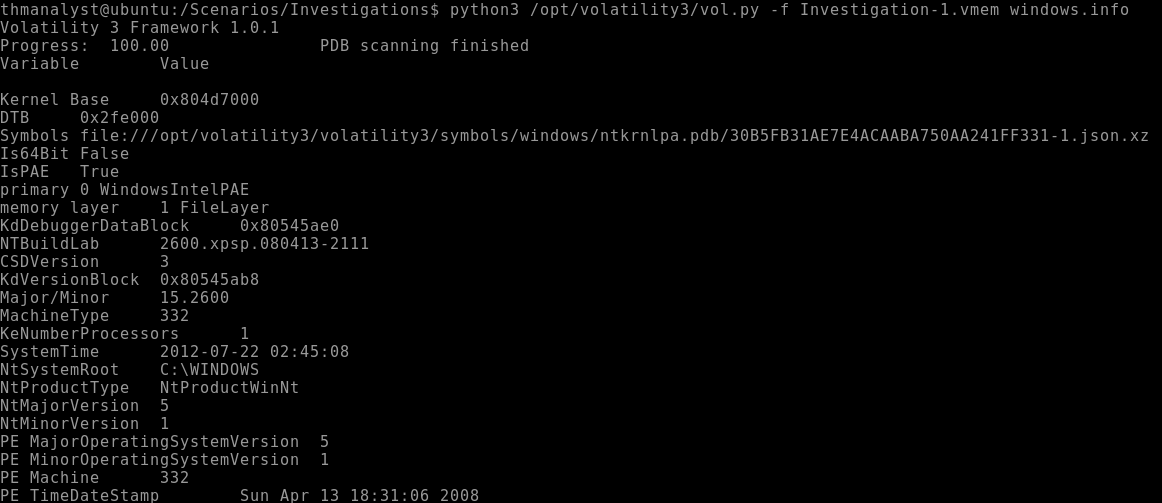 thmanalyst@ubuntu:/Scenarios/Investigations$ python3 /opt/volatility3/vol.py -f Investigation-1.vmem windows.info
Volatility 3 Framework 1.0.1
Progress:  100.00               PDB scanning finished
Variable        Value

Kernel Base     0x804d7000
DTB     0x2fe000
Symbols file:///opt/volatility3/volatility3/symbols/windows/ntkrnlpa.pdb/30B5FB31AE7E4ACAABA750AA241FF331-1.json.xz
Is64Bit False
IsPAE   True
primary 0 WindowsIntelPAE
memory layer    1 FileLayer
KdDebuggerDataBlock     0x80545ae0
NTBuildLab      2600.xpsp.080413-2111
CSDVersion      3
KdVersionBlock  0x80545ab8
Major/Minor     15.2600
MachineType     332
KeNumberProcessors      1
SystemTime      2012-07-22 02:45:08
NtSystemRoot    C:\WINDOWS
NtProductType   NtProductWinNt
NtMajorVersion  5
NtMinorVersion  1
PE MajorOperatingSystemVersion  5
PE MinorOperatingSystemVersion  1
PE Machine      332
PE TimeDateStamp        Sun Apr 13 18:31:06 2008